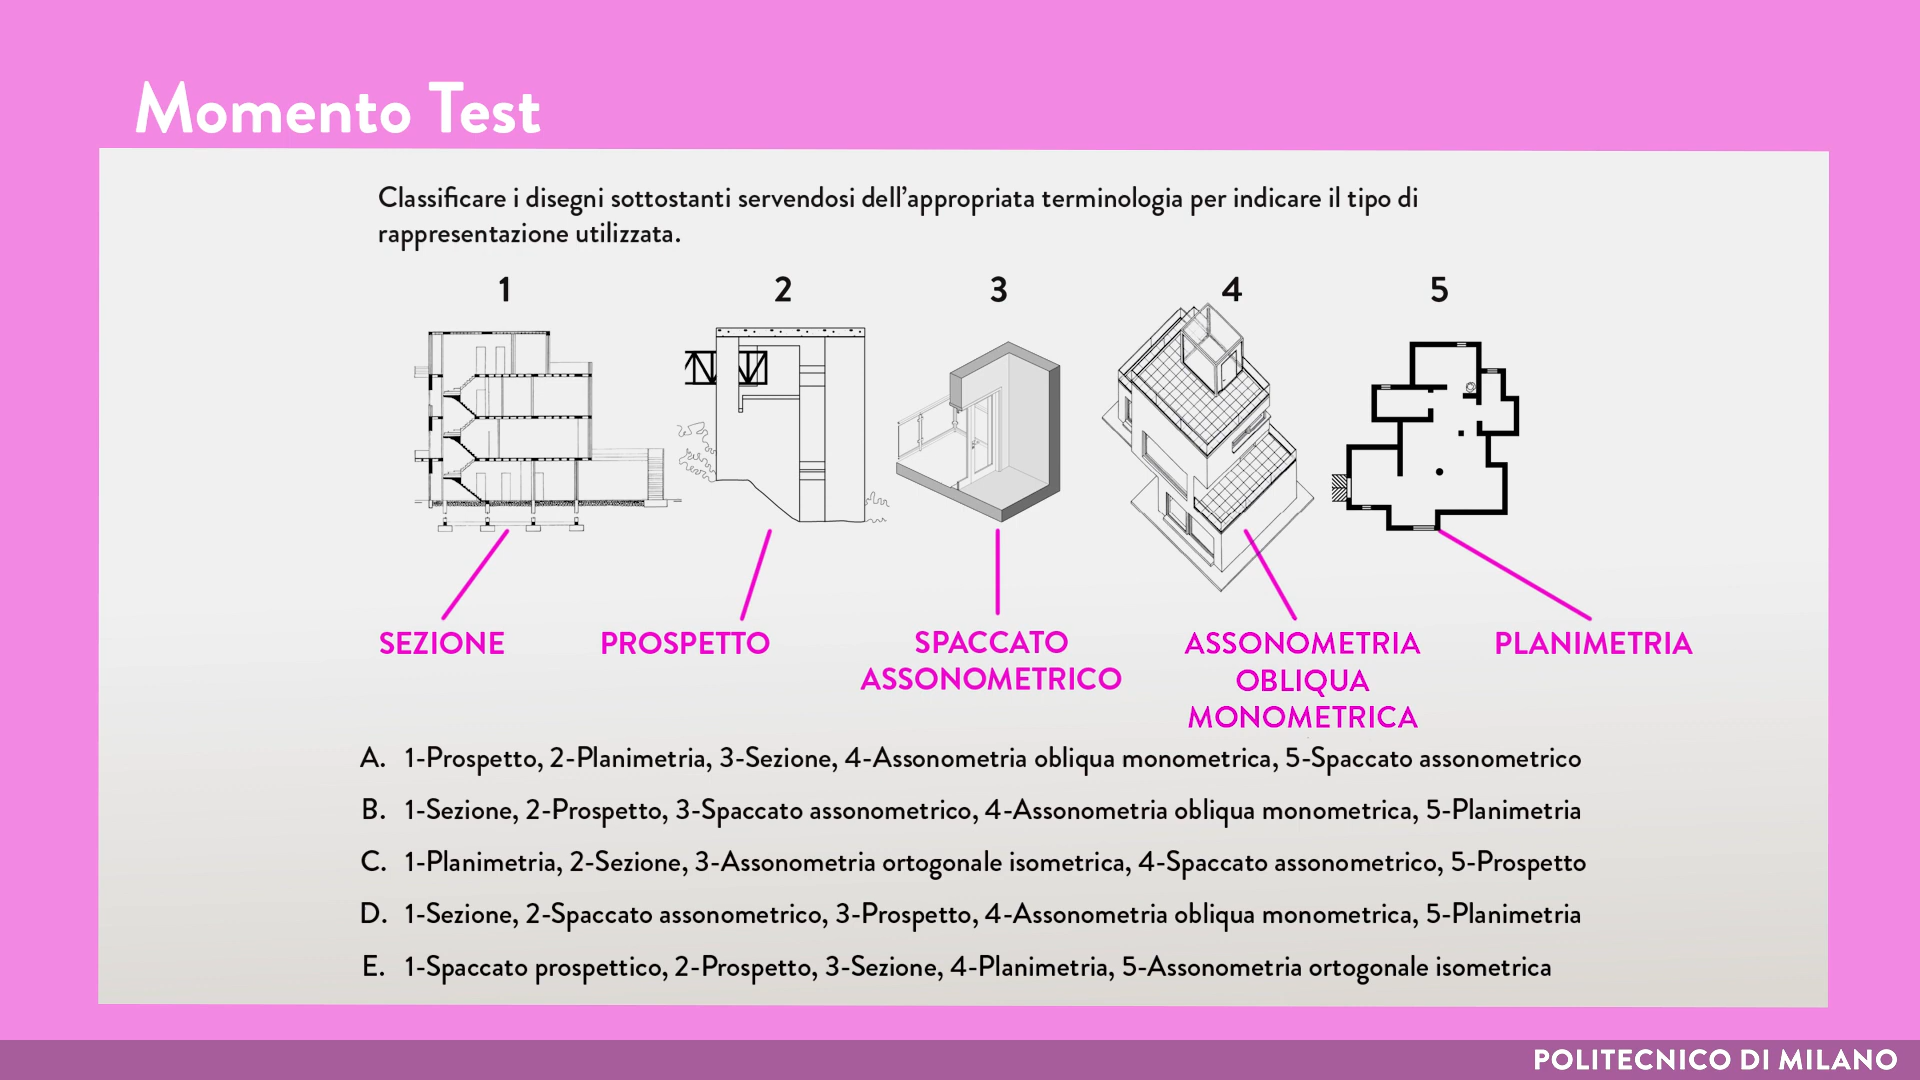 Momento Test
Classificare i disegni sottostanti servendosi dell'appropriata terminologia per indicare il tipo di
rappresentazione utilizzata.
1 2 3 4 5
SEZIONE PROSPETTO SPACCATO ASSONOMETRIA PLANIMETRIA
ASSONOMETRICO OBLIQUA
MONOMETRICA
A. 1-Prospetto, 2-Planimetria, 3-Sezione, 4-Assonometria obliqua monometrica, 5-Spaccato assonometrico
B. 1-Sezione, 2-Prospetto, 3-Spaccato assonometrico, 4-Assonometria obliqua monometrica, 5-Planimetria
C. 1-Planimetria, 2-Sezione, 3-Assonometria ortogonale isometrica, 4-Spaccato assonometrico, 5-Prospetto
D. 1-Sezione, 2-Spaccato assonometrico, 3-Prospetto, 4-Assonometria obliqua monometrica, 5-Planimetria
E. 1-Spaccato prospettico, 2-Prospetto, 3-Sezione, 4-Planimetria, 5-Assonometria ortogonale isometrica
POLITECNICO DI MILANO